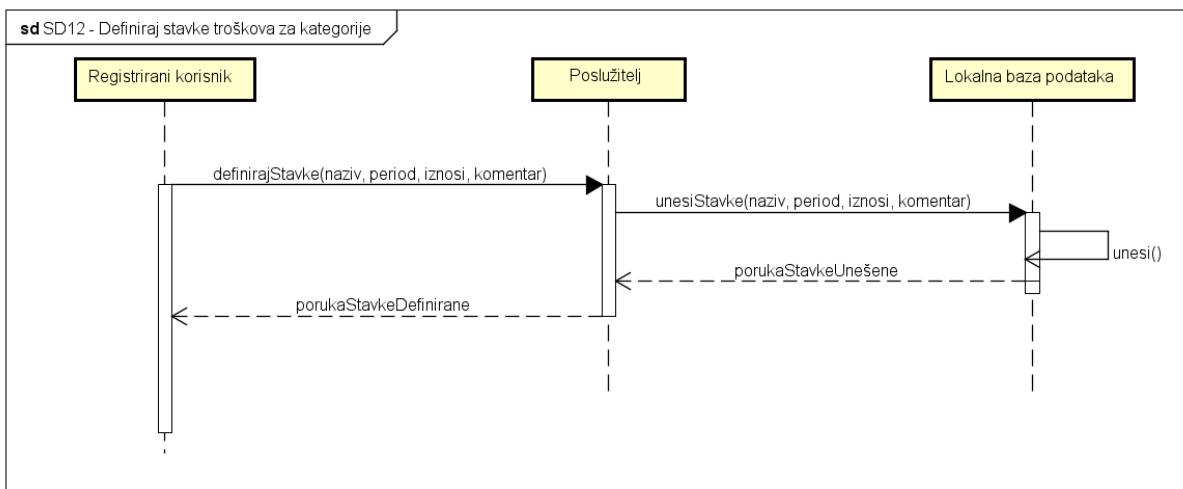 sd SD12 - Definiraj stavke troškova za kategorije
Registrirani korisnik
Poslužitelj
Lokalna baza podataka
definirajStavke(naziv, period, iznosi, komentar)
unesiStavke(naziv, period, iznosi, komentar)
unesi()
porukaStavkeUnešene
porukaStavkeDefinirane